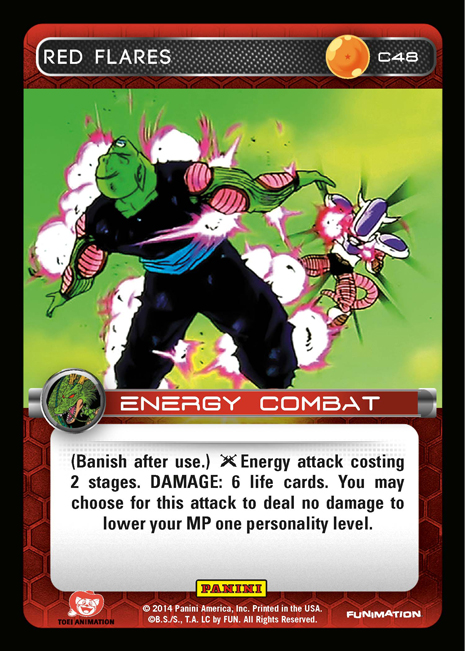 RED FLARES C48
ENERGY COMBAT
(Banish after use.) Energy attack costing
2 stages. DAMAGE: 6 life cards. You may
choose for this attack to deal no damage to
lower your MP one personality level.
PANINI
TOEI ANIMATION
© 2014 Panini America, Inc. Printed in the USA.
©B.S./S., T.A. LC by FUN. All Rights Reserved.
FUNIMATION